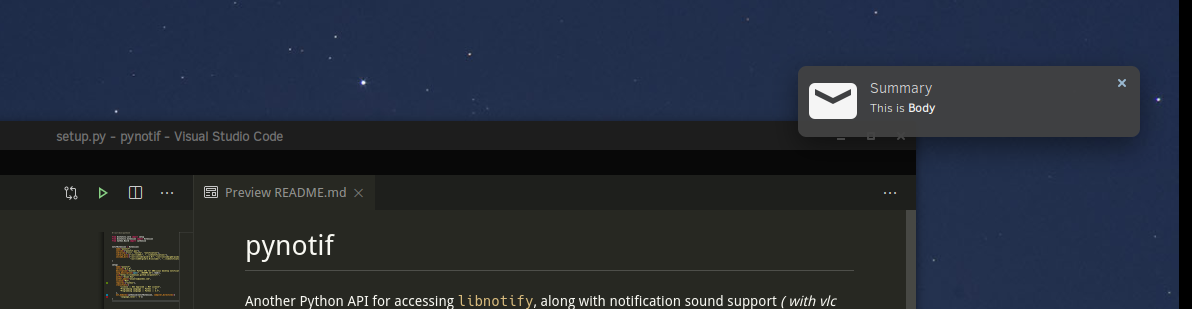 Summary
This is Body
setup.py - pynotif - Visual Studio Code
Preview README.md
pynotif
Another Python API for accessing libnotify, along with notification sound support ( with vlc